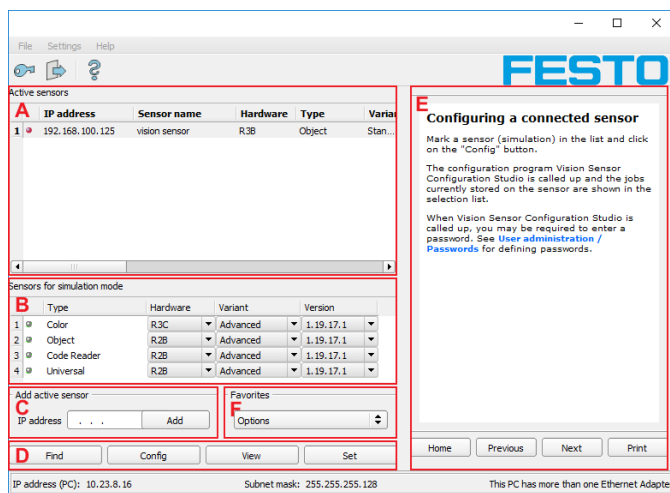 File Settings Help
FESTO
Active sensors
A
IP address Sensor name Hardware Type Varian
1 192.168.100.125 vision sensor R3B Object Stan...
Sensors for simulation mode
B
Type Hardware Variant Version
1 Color R3C Advanced 1.19.17.1
2 Object R2B Advanced 1.19.17.1
3 Code Reader R2B Advanced 1.19.17.1
4 Universal R2B Advanced 1.19.17.1
Add active sensor
C
IP address . . . Add
Favorites
F
Options
D
Find Config View Set
E
Configuring a connected sensor
Mark a sensor (simulation) in the list and click
on the "Config" button.
The configuration program Vision Sensor
Configuration Studio is called up and the jobs
currently stored on the sensor are shown in the
selection list.
When Vision Sensor Configuration Studio is
called up, you may be required to enter a
password. See User administration /
Passwords for defining passwords.
Home Previous Next Print
IP address (PC): 10.23.8.16 Subnet mask: 255.255.255.128 This PC has more than one Ethernet Adapte